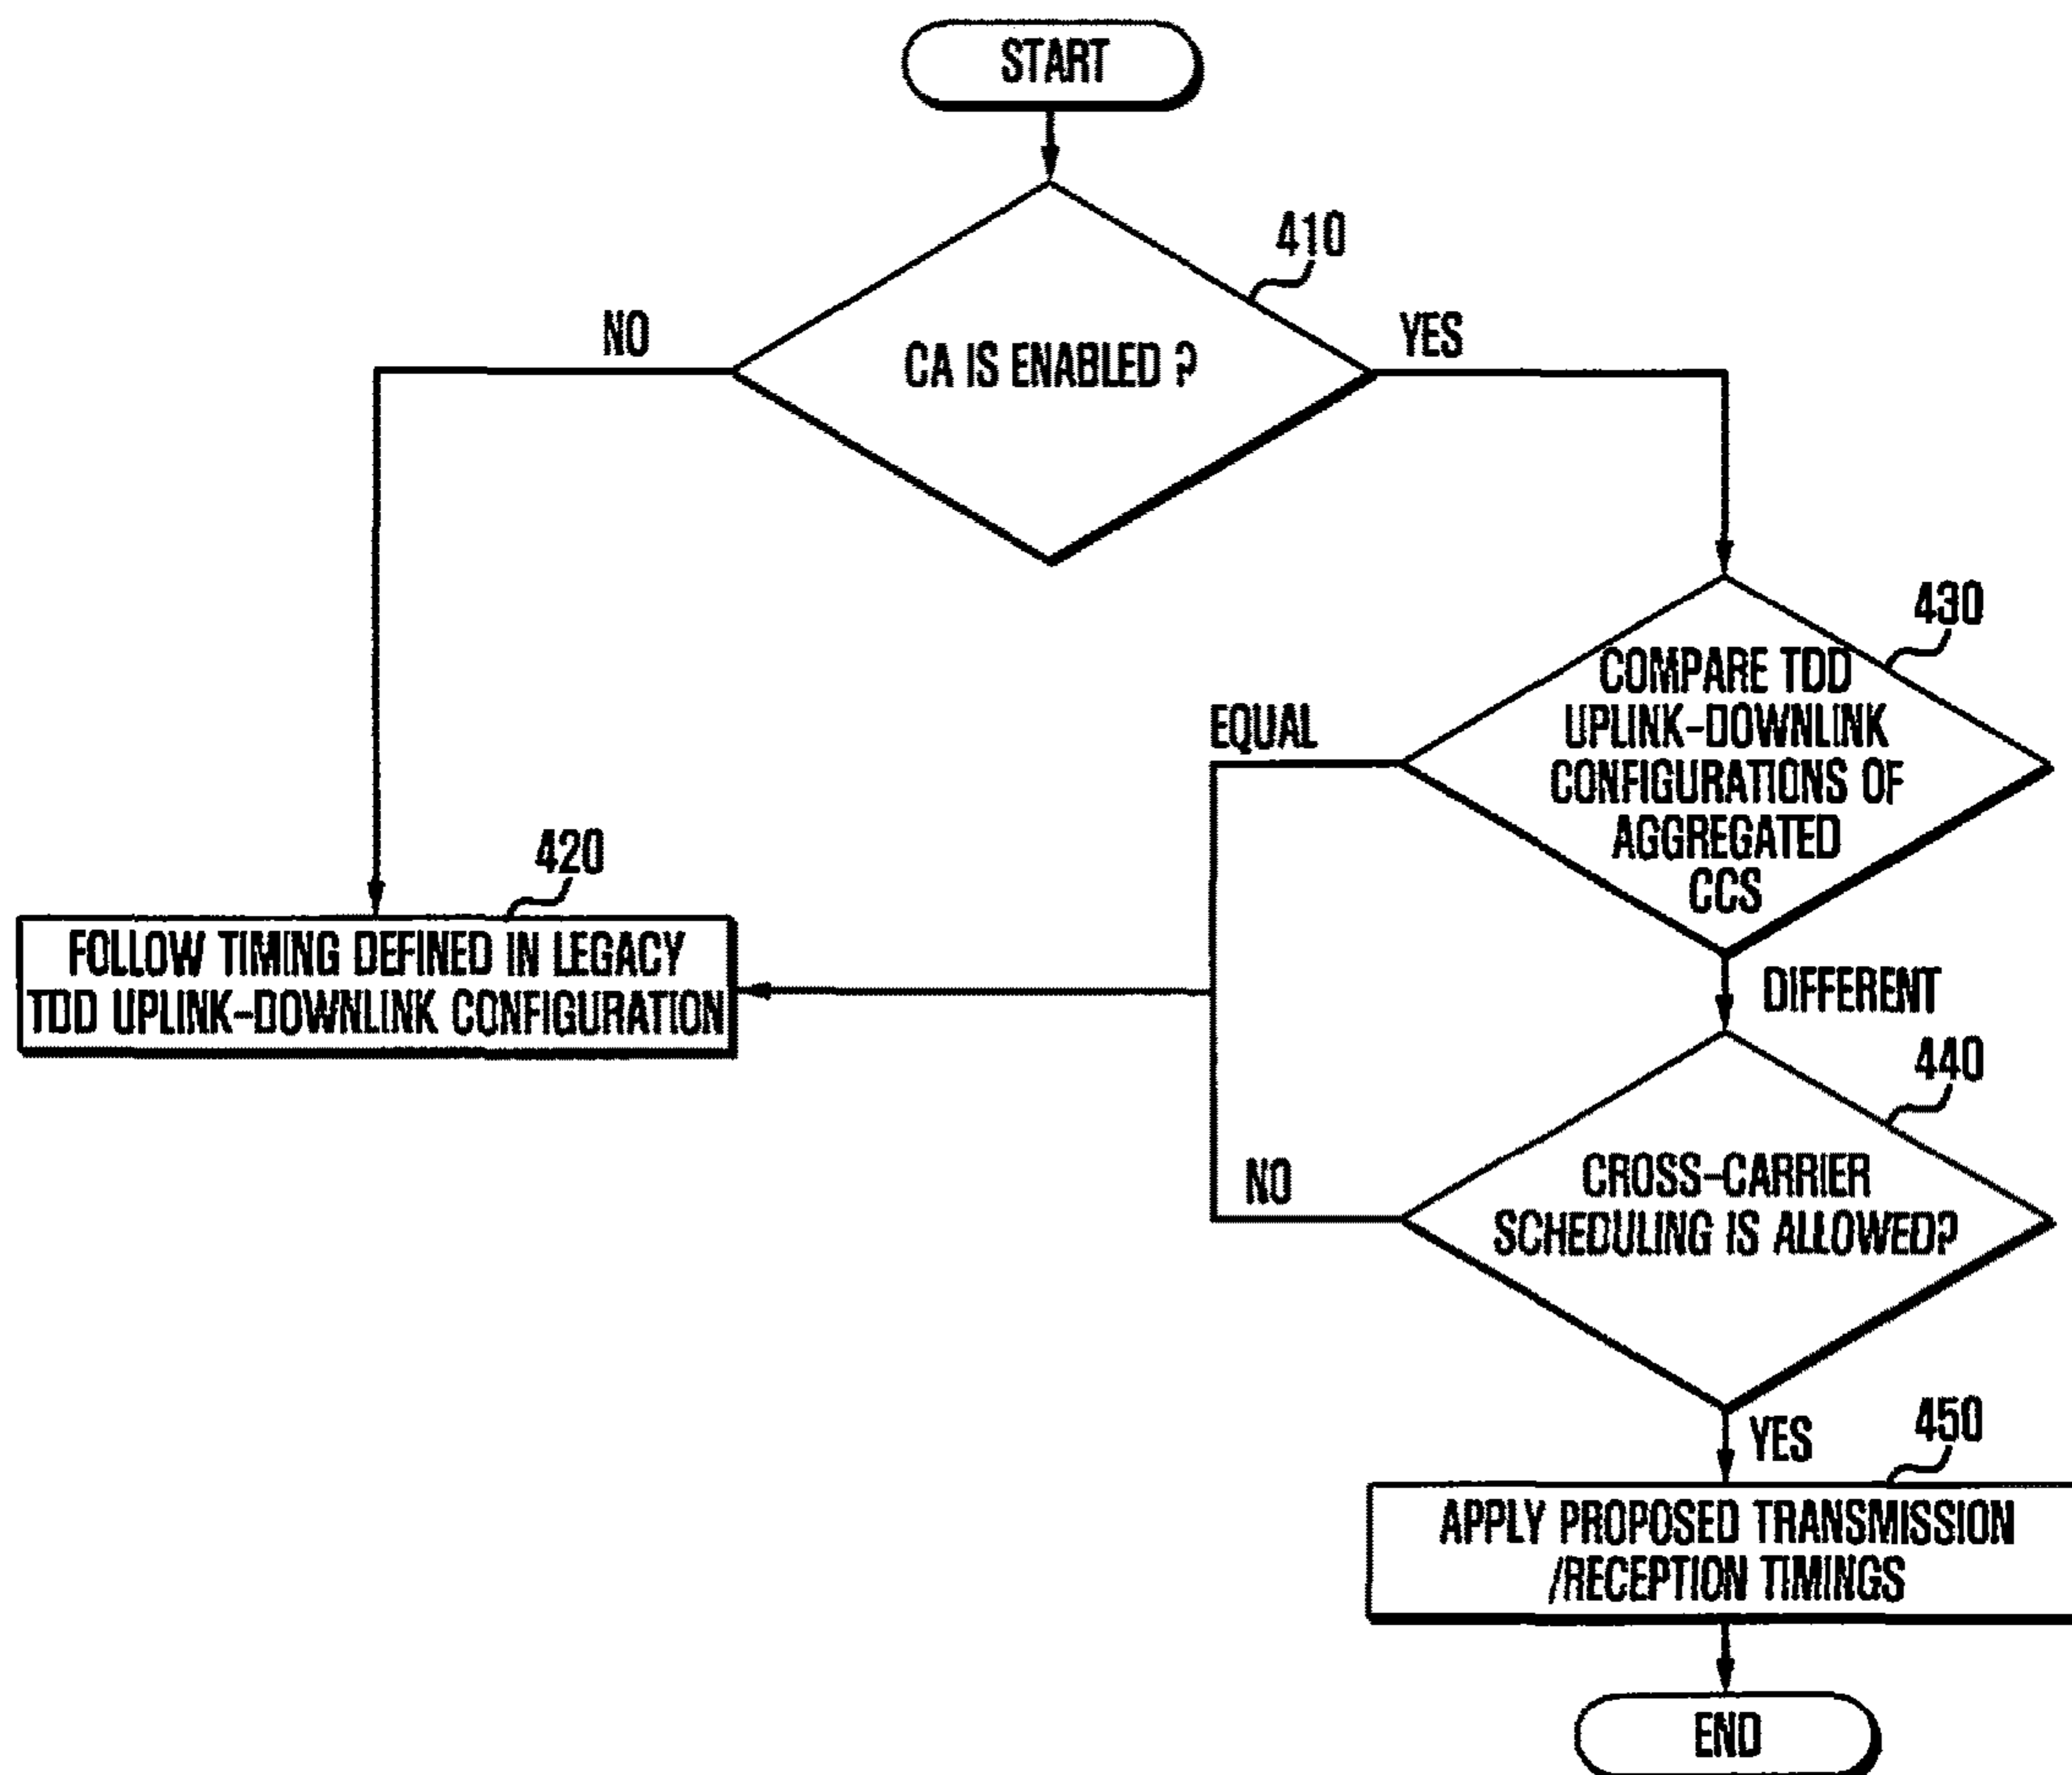 START
410
NO
CA IS ENABLED ?
YES
430
COMPARE TDD
UPLINK-DOWNLINK
CONFIGURATIONS OF
AGGREGATED
CCS
EQUAL
420
FOLLOW TIMING DEFINED IN LEGACY
TDD UPLINK-DOWNLINK CONFIGURATION
DIFFERENT
440
CROSS-CARRIER
SCHEDULING IS ALLOWED?
NO
YES
450
APPLY PROPOSED TRANSMISSION
/RECEPTION TIMINGS
END